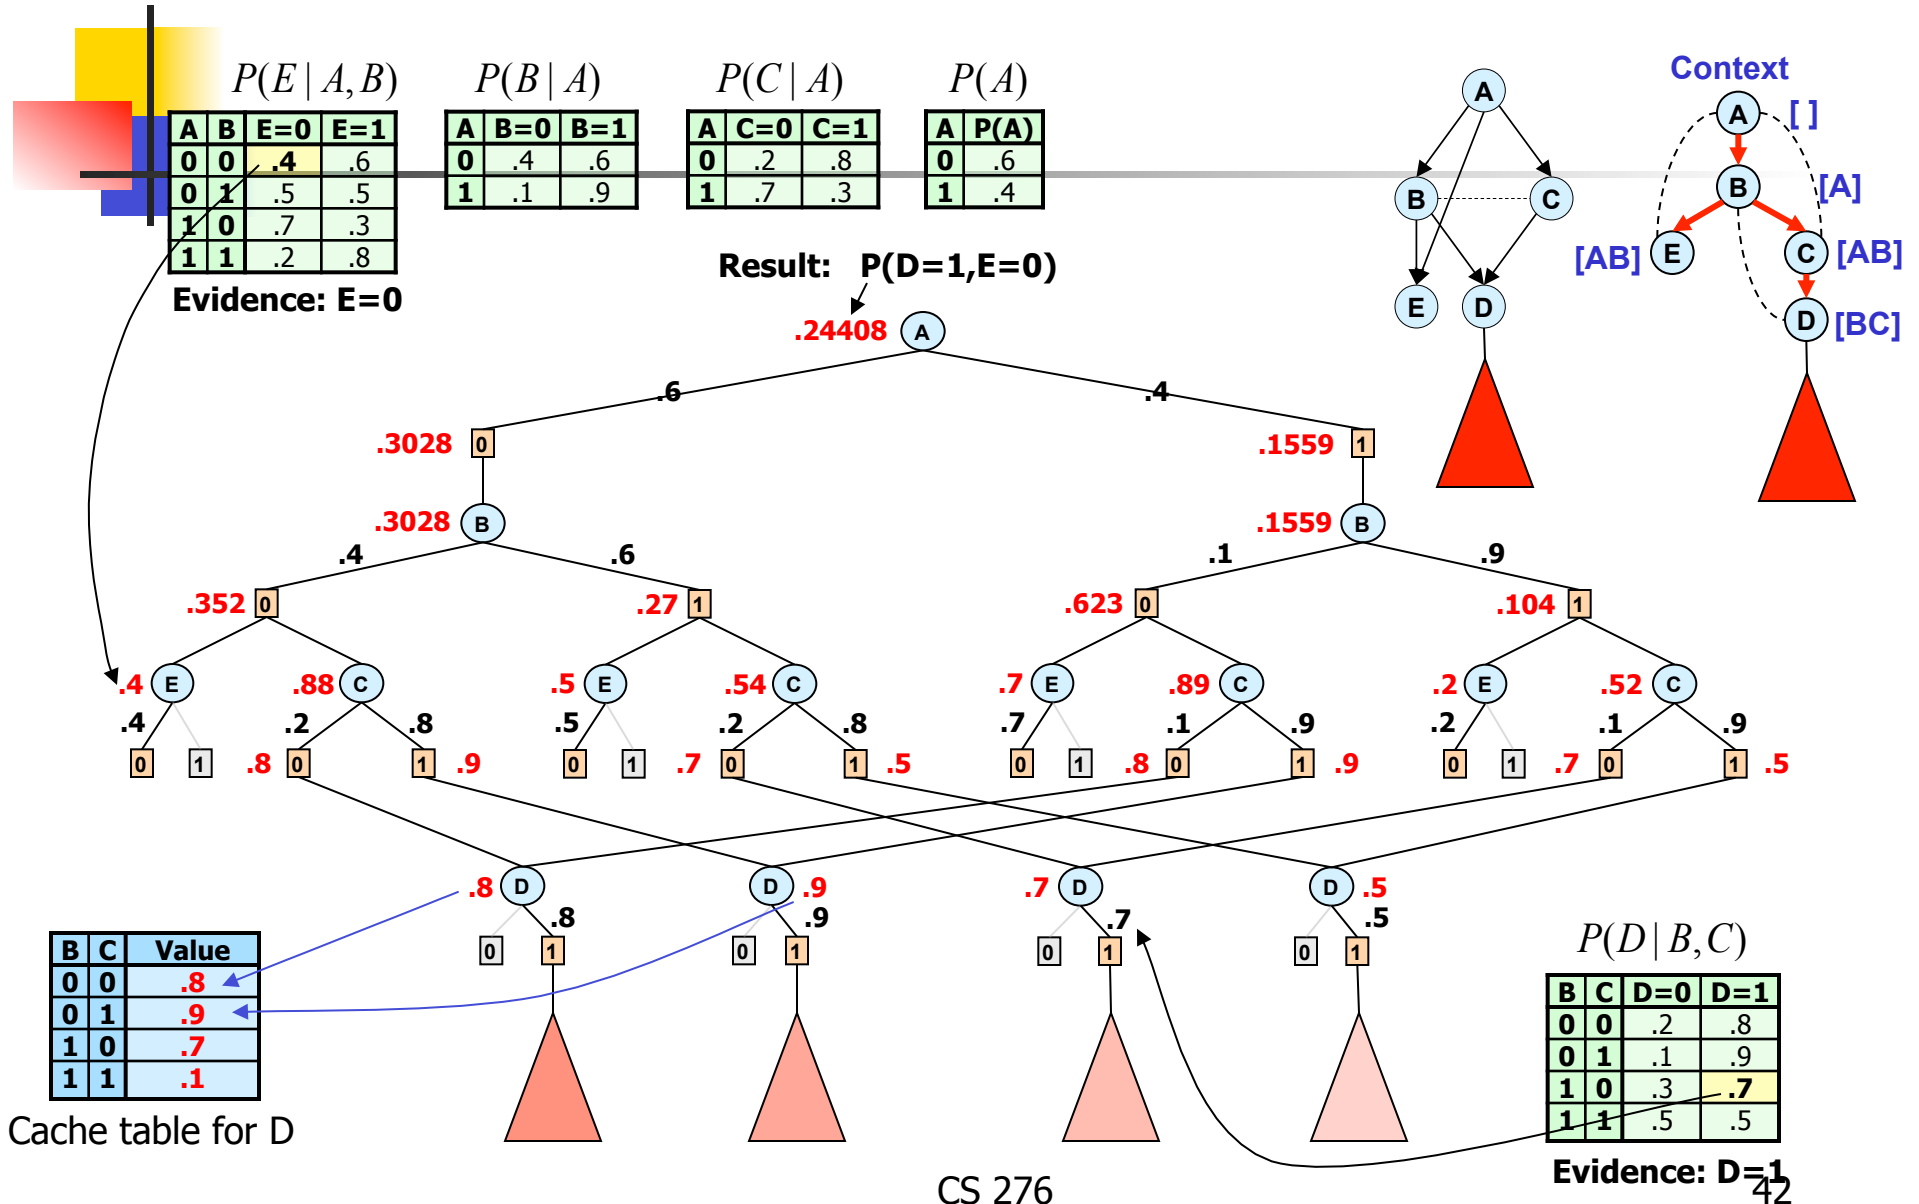 P(E | A, B)
A B E=0 E=1
0 0 .4 .6
0 1 .5 .5
1 0 .7 .3
1 1 .2 .8
Evidence: E=0
P(B | A)
A B=0 B=1
0 .4 .6
1 .1 .9
P(C | A)
A C=0 C=1
0 .2 .8
1 .7 .3
P(A)
A P(A)
0 .6
1 .4
A
B C
E D
Context
A [ ]
B [A]
[AB] E C [AB]
D [BC]
Result: P(D=1,E=0)
.24408 A
.6 .4
.3028 0 .1559 1
.3028 B .1559 B
.4 .6 .1 .9
.352 0 .27 1 .623 0 .104 1
.4 E .88 C .5 E .54 C .7 E .89 C .2 E .52 C
.4 .2 .8 .5 .2 .8 .7 .1 .9 .2 .1 .9
0 1 .8 0 1 .9 0 1 .7 0 1 .5 0 1 .8 0 1 .9 0 1 .7 0 1 .5
.8 D D .9 .7 D D .5
.8 .9 .7 .5
0 1 0 1 0 1 0 1
B C Value
0 0 .8
0 1 .9
1 0 .7
1 1 .1
Cache table for D
P(D | B, C)
B C D=0 D=1
0 0 .2 .8
0 1 .1 .9
1 0 .3 .7
1 1 .5 .5
Evidence: D=1
CS 276
42